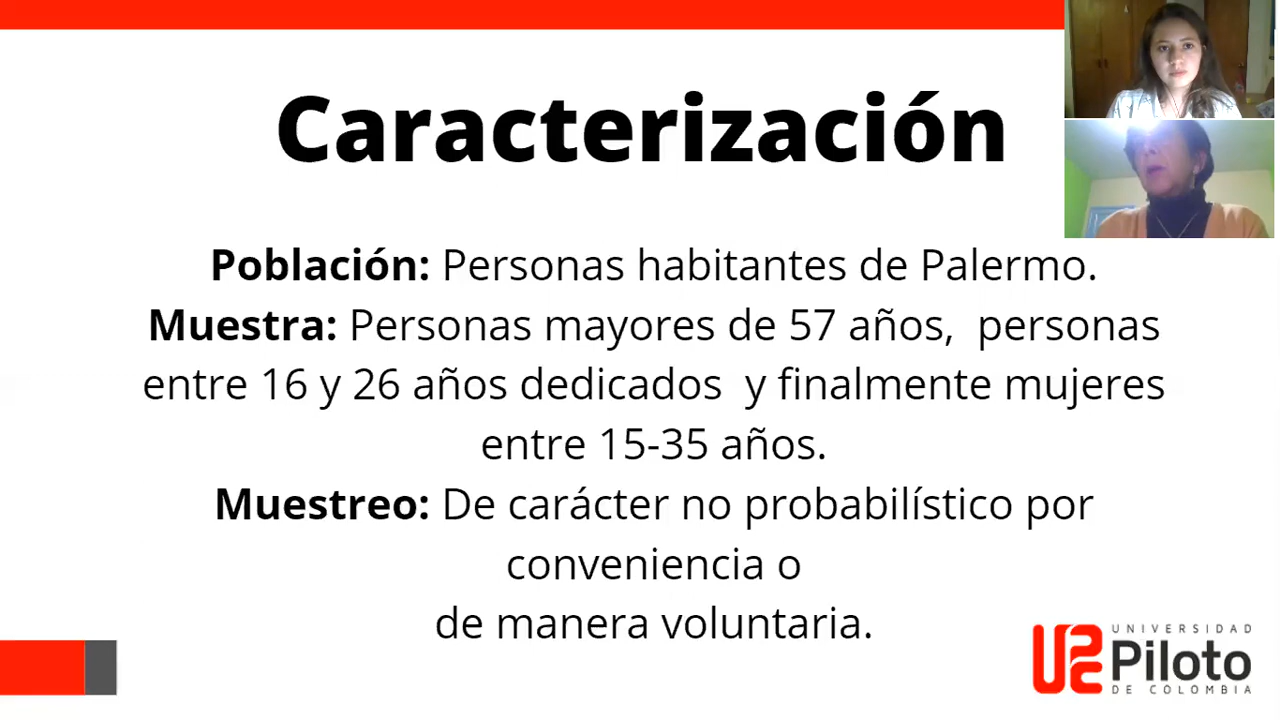 Caracterización
Población: Personas habitantes de Palermo.
Muestra: Personas mayores de 57 años,  personas
entre 16 y 26 años dedicados  y finalmente mujeres
entre 15-35 años.
Muestreo: De carácter no probabilístico por
conveniencia o
de manera voluntaria.
UNIVERSIDAD
Piloto
DE COLOMBIA